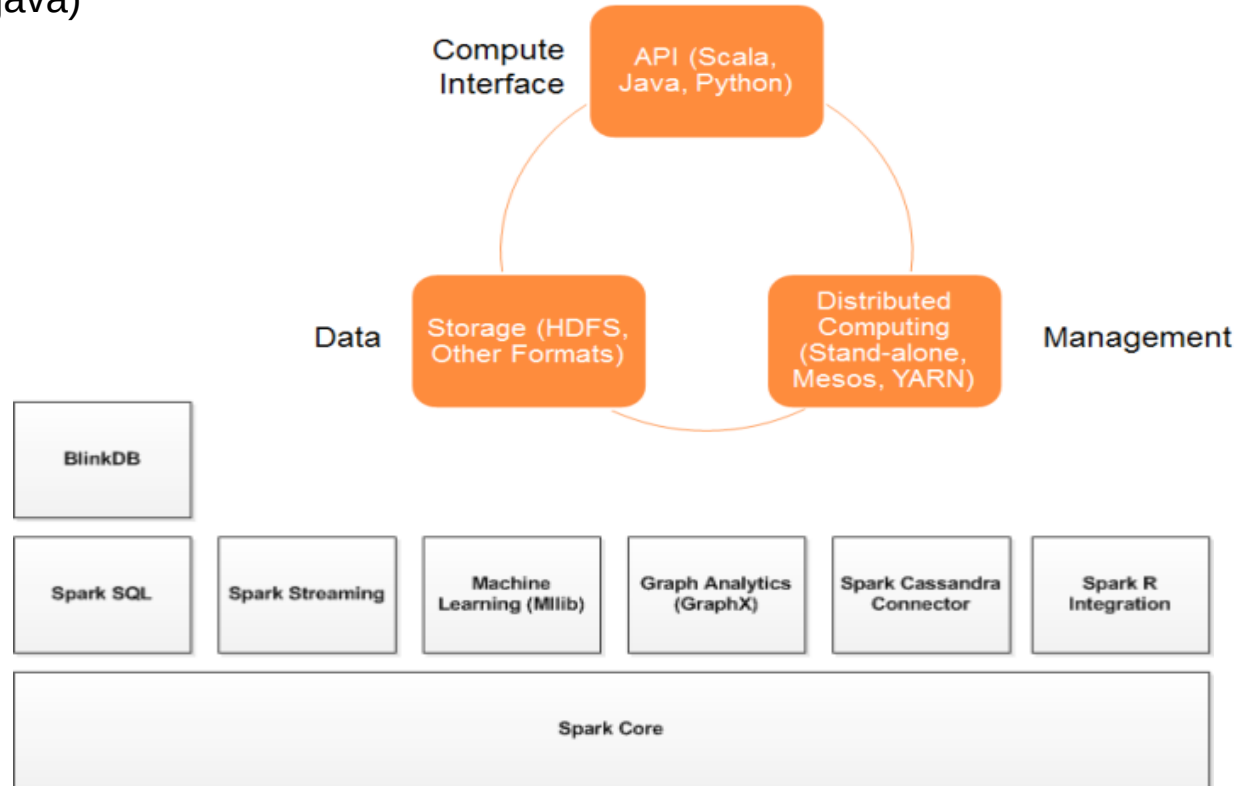 java)
Compute
Interface
API (Scala,
Java, Python)
Data
Storage (HDFS,
Other Formats)
Distributed
Computing
(Stand-alone,
Mesos, YARN)
Management
BlinkDB
Spark SQL
Spark Streaming
Machine
Learning (Mllib)
Graph Analytics
(GraphX)
Spark Cassandra
Connector
Spark R
Integration
Spark Core